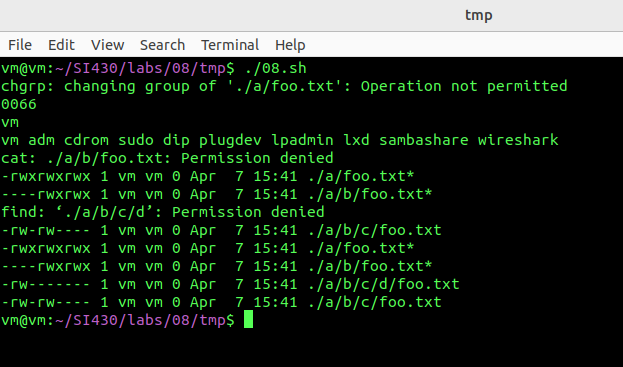 tmp
File Edit View Search Terminal Help
vm@vm:~/SI430/labs/08/tmp$ ./08.sh
chgrp: changing group of './a/foo.txt': Operation not permitted
0066
vm
vm adm cdrom sudo dip plugdev lpadmin lxd sambashare wireshark
cat: ./a/b/foo.txt: Permission denied
-rwxrwxrwx 1 vm vm 0 Apr  7 15:41 ./a/foo.txt*
----rwxrwx 1 vm vm 0 Apr  7 15:41 ./a/b/foo.txt*
find: ‘./a/b/c/d’: Permission denied
-rw-rw---- 1 vm vm 0 Apr  7 15:41 ./a/b/c/foo.txt
-rwxrwxrwx 1 vm vm 0 Apr  7 15:41 ./a/foo.txt*
----rwxrwx 1 vm vm 0 Apr  7 15:41 ./a/b/foo.txt*
-rw------- 1 vm vm 0 Apr  7 15:41 ./a/b/c/d/foo.txt
-rw-rw---- 1 vm vm 0 Apr  7 15:41 ./a/b/c/foo.txt
vm@vm:~/SI430/labs/08/tmp$